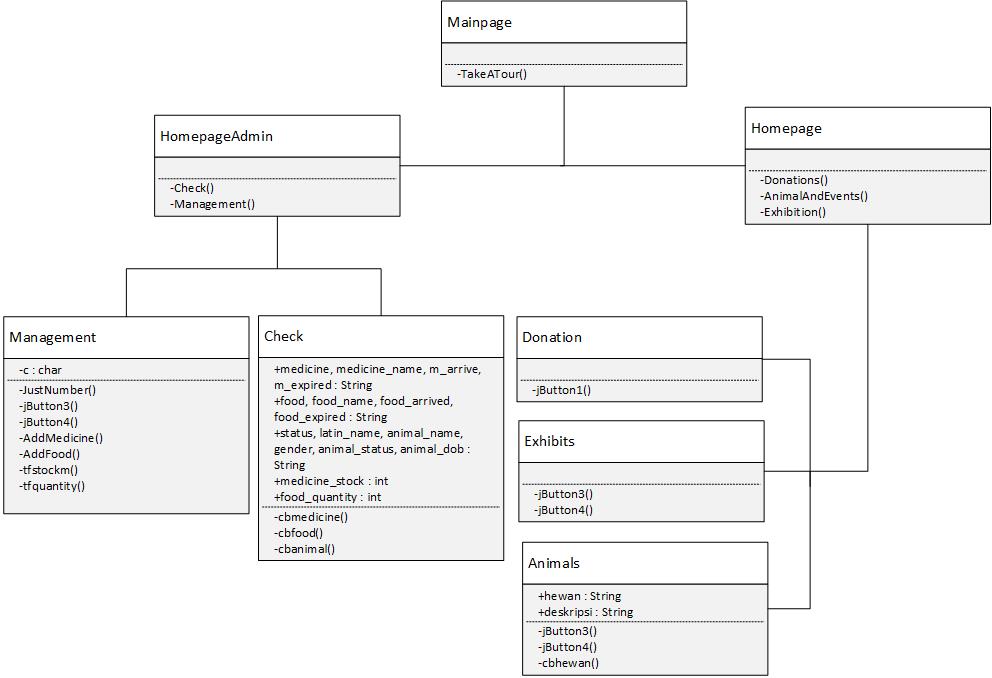 Mainpage
-TakeATour()
HomepageAdmin
-Check()
-Management()
Homepage
-Donations()
-AnimalAndEvents()
-Exhibition()
Management
-c : char
-JustNumber()
-jButton3()
-jButton4()
-AddMedicine()
-AddFood()
-tfstockm()
-tfquantity()
Check
+medicine, medicine_name, m_arrive,
m_expired : String
+food, food_name, food_arrived,
food_expired : String
+status, latin_name, animal_name,
gender, animal_status, animal_dob :
String
+medicine_stock : int
+food_quantity : int
-cbmedicine()
-cbfood()
-cbanimal()
Donation
-jButton1()
Exhibits
-jButton3()
-jButton4()
Animals
+hewan : String
+deskripsi : String
-jButton3()
-jButton4()
-cbhewan()